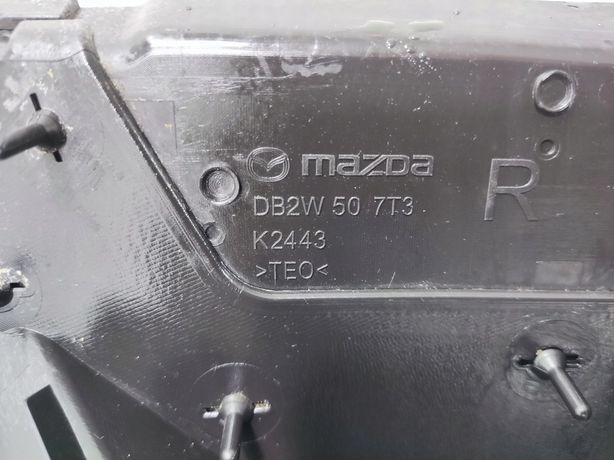 mazda
R
DB2W 50 7T3
K2443
>TEO<